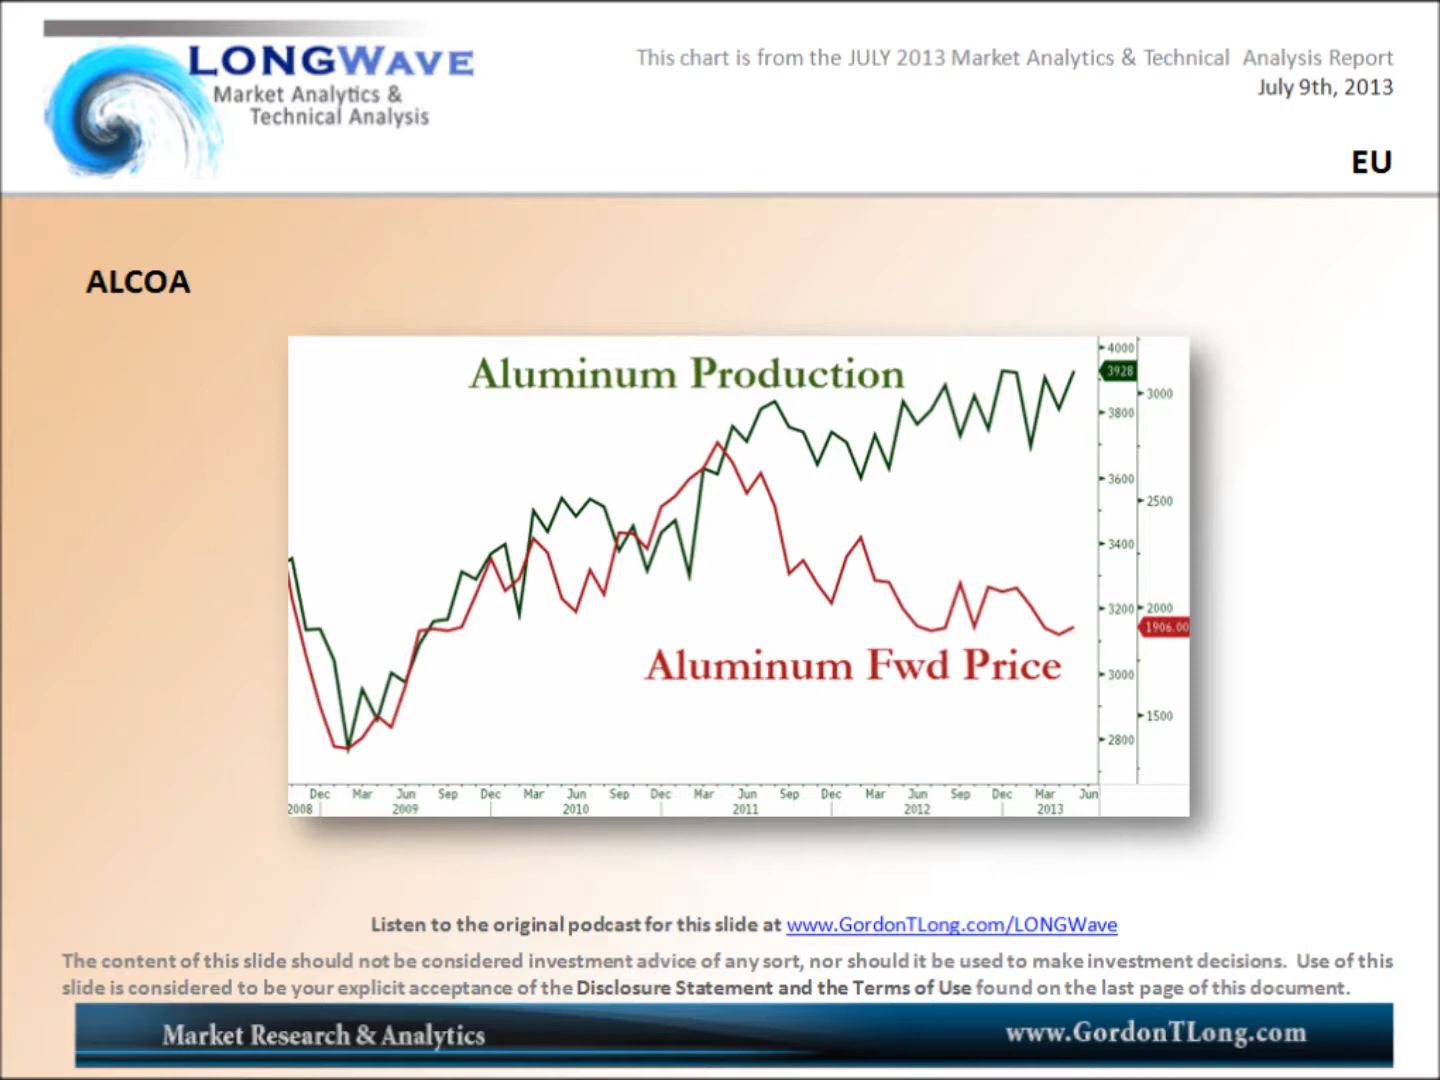 LONGWAVE
Market Analytics &
Technical Analysis
This chart is from the JULY 2013 Market Analytics & Technical Analysis Report
July 9th, 2013
EU
ALCOA
Aluminum Production
Aluminum Fwd Price
4000
3928
3800
3600
3400
3200
3000
2800
3000
2500
2000
1906.00
1500
Dec Mar Jun Sep Dec Mar Jun Sep Dec Mar Jun Sep Dec Mar Jun Sep Dec Mar Jun
2008 2009 2010 2011 2012 2013
Listen to the original podcast for this slide at www.GordonTLong.com/LONGWave
The content of this slide should not be considered investment advice of any sort, nor should it be used to make investment decisions. Use of this
slide is considered to be your explicit acceptance of the Disclosure Statement and the Terms of Use found on the last page of this document.
Market Research & Analytics
www.GordonTLong.com